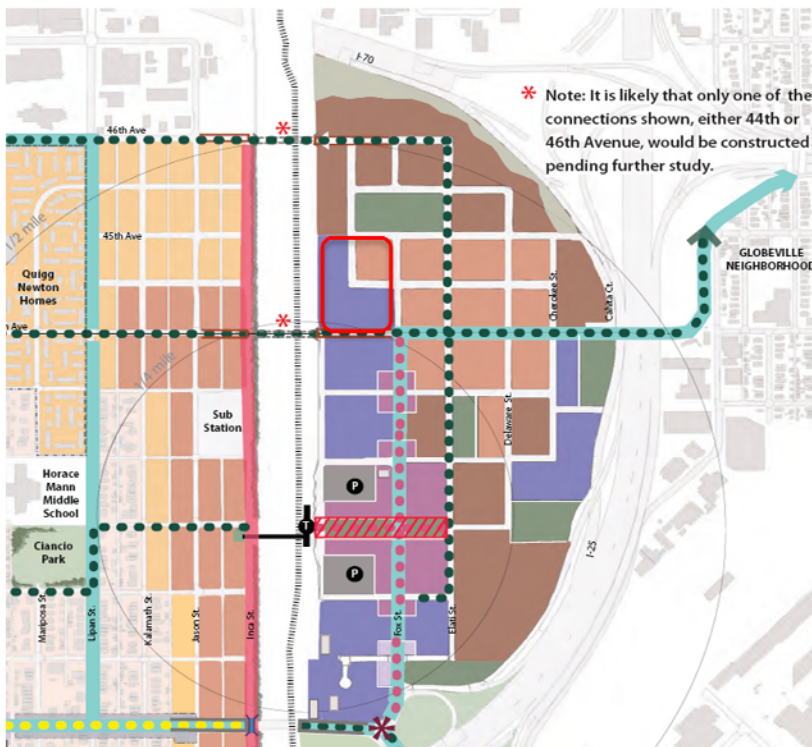 I-70
* Note: It is likely that only one of the
connections shown, either 44th or
46th Avenue, would be constructed
pending further study.
*
46th Ave
1/2 mile
45th Ave
Quigg
Newton
Homes
GLOBEVILLE
NEIGHBORHOOD
Cherokee St.
*
Ave
1/4 mile
Sub
Station
Delaware St.
Horace
Mann
Middle
School
P
T
Ciancio
Park
I-25
P
Mariposa St.
Lipan St.
Kalamath St.
Jason St.
Inca St.
Fox St.
Elati St.
*